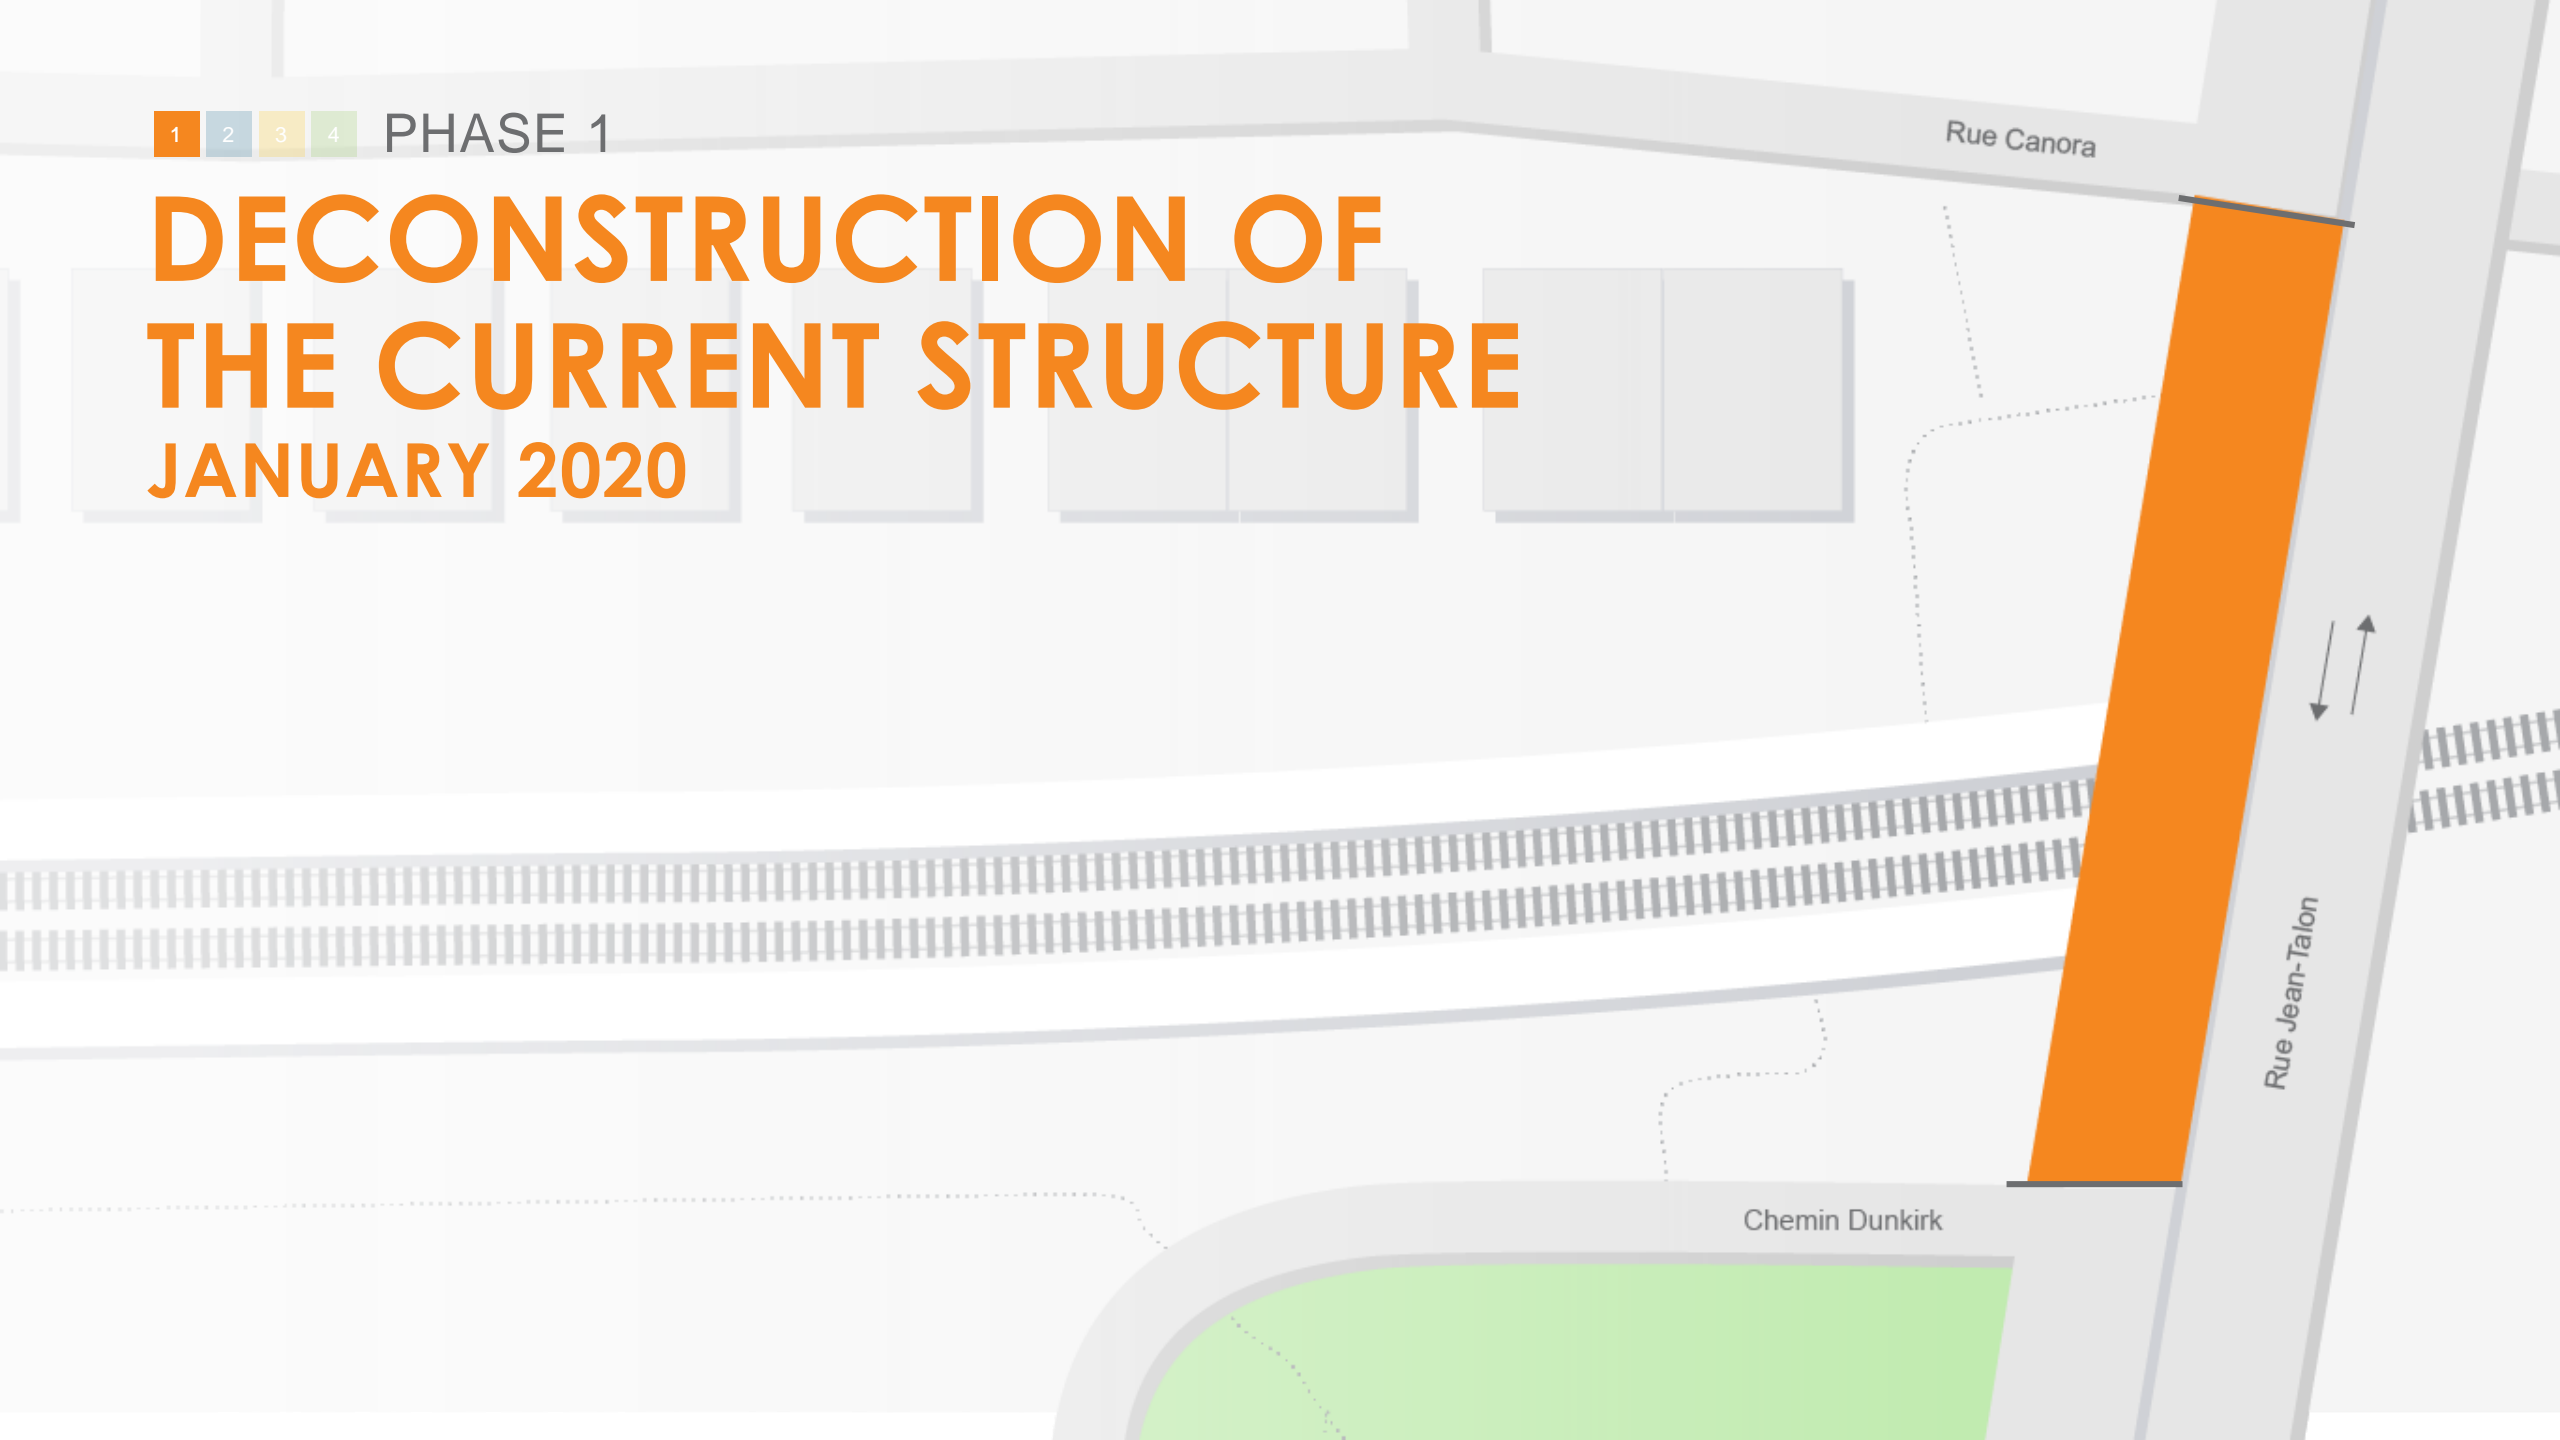 1 2 3 4 PHASE 1
DECONSTRUCTION OF
THE CURRENT STRUCTURE
JANUARY 2020
Rue Canora
Rue Jean-Talon
Chemin Dunkirk